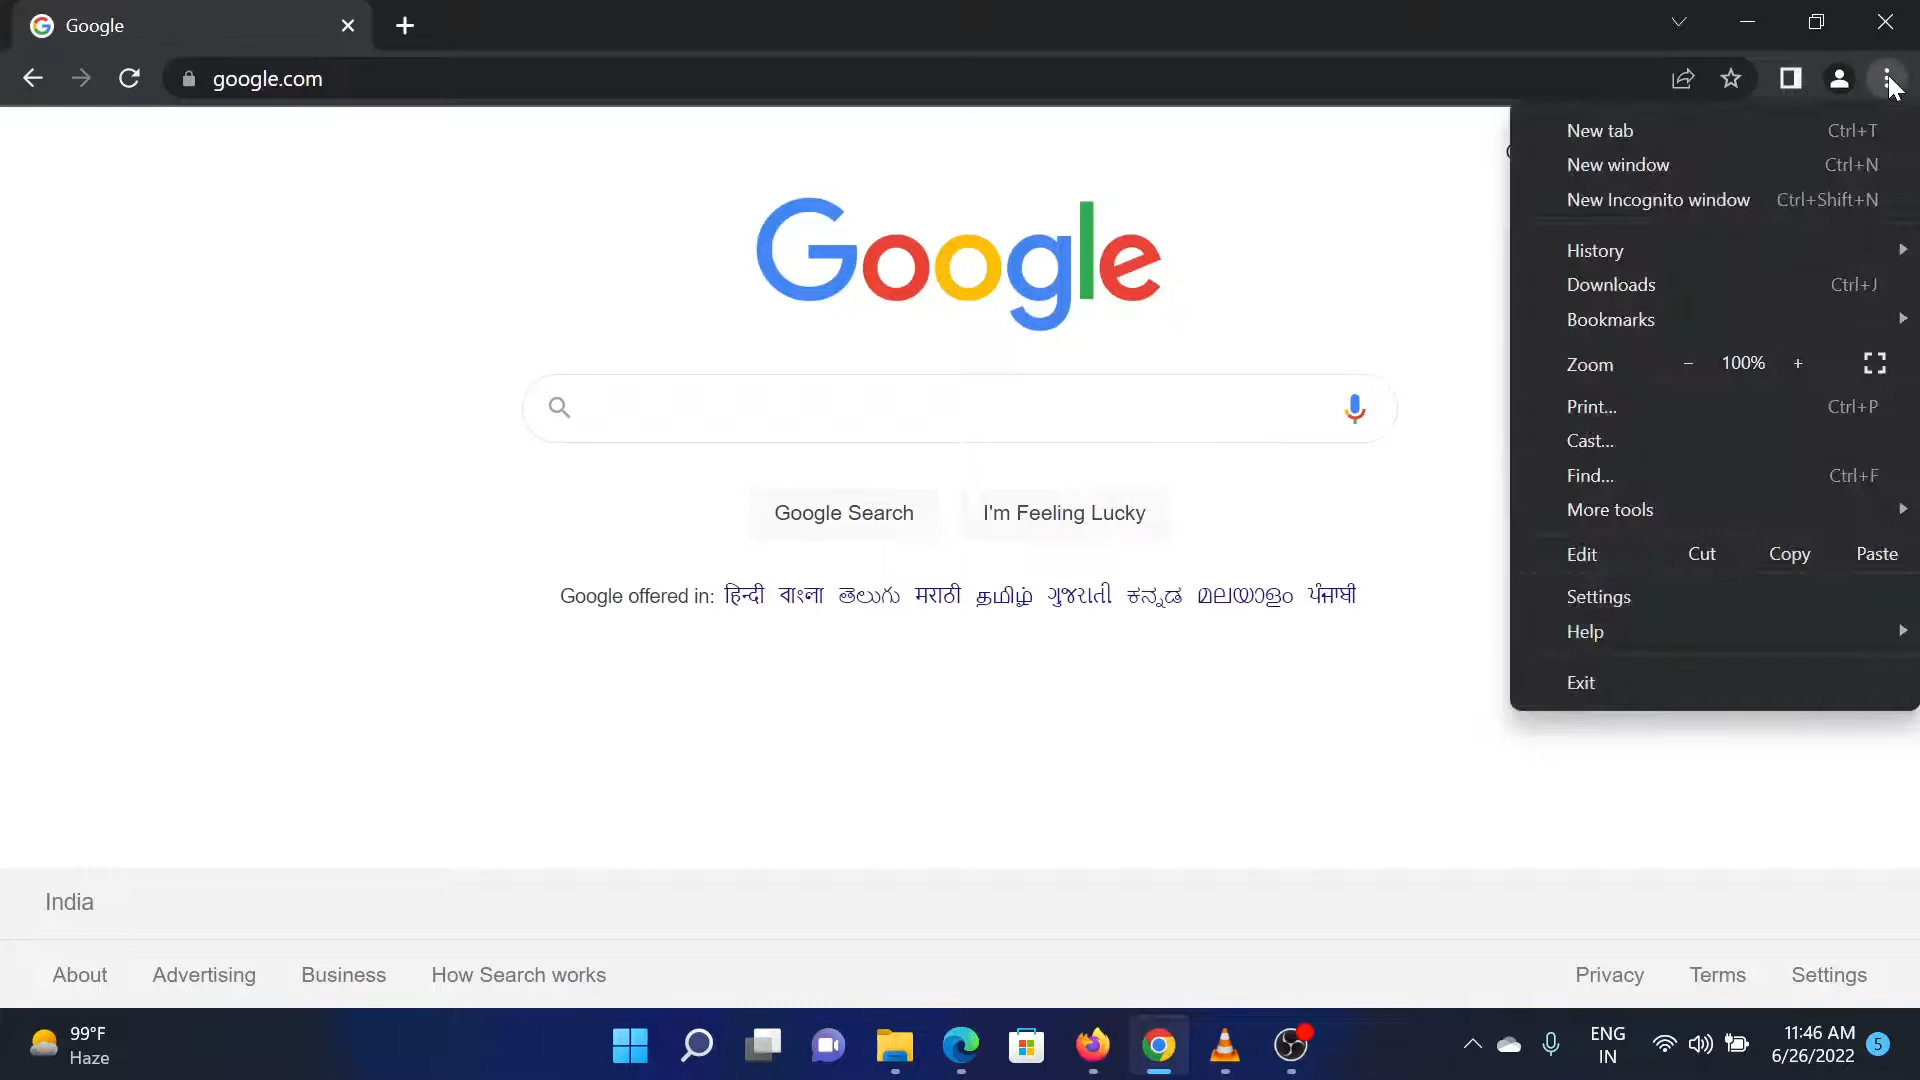 Google
google.com
New tab Ctrl+T
New window Ctrl+N
New Incognito window Ctrl+Shift+N
History
Downloads Ctrl+J
Bookmarks
Zoom − 100% +
Print... Ctrl+P
Cast...
Find... Ctrl+F
More tools
Edit Cut Copy Paste
Settings
Help
Exit
Google
Google Search I'm Feeling Lucky
Google offered in: हिन्दी বাংলা తెలుగు मराठी தமிழ் ગુજરાતી ಕನ್ನಡ മലയാളം ਪੰਜਾਬੀ
India
About Advertising Business How Search works Privacy Terms Settings
99°F
Haze
ENG
IN
11:46 AM
6/26/2022
5